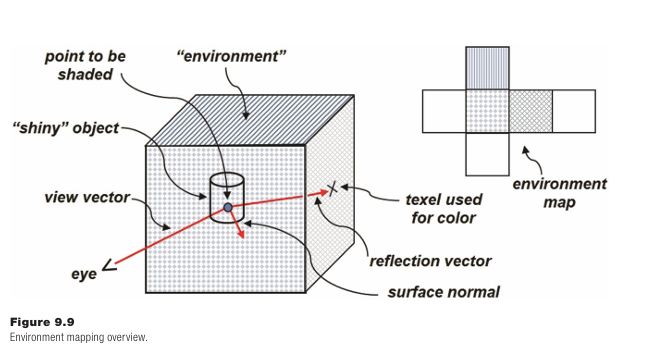 point to be
shaded
“environment”
“shiny” object
view vector
eye
texel used
for color
reflection vector
surface normal
environment
map
Figure 9.9
Environment mapping overview.